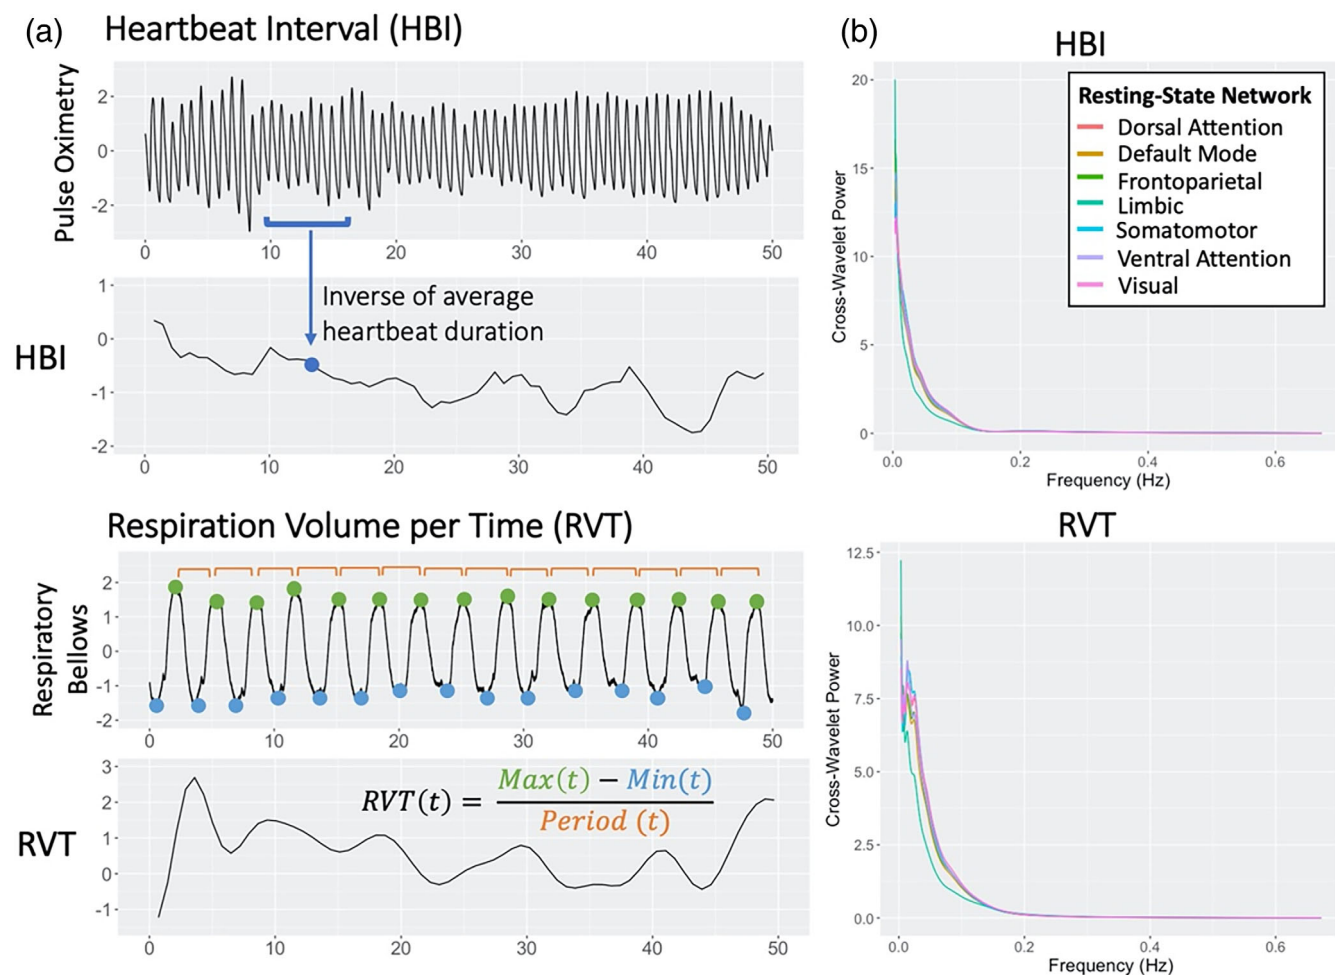 (a) Heartbeat Interval (HBI)
Pulse Oximetry
2
0
-2
0 10 20 30 40 50
Inverse of average
heartbeat duration
HBI
1
0
-1
-2
0 10 20 30 40 50
Respiration Volume per Time (RVT)
Respiratory
Bellows
2
1
0
-1
-2
0 10 20 30 40 50
RVT
3
2
1
0
-1
RVT(t) = Max(t) − Min(t)
Period (t)
0 10 20 30 40 50
(b)
HBI
Cross-Wavelet Power
20
15
10
5
0
Resting-State Network
Dorsal Attention
Default Mode
Frontoparietal
Limbic
Somatomotor
Ventral Attention
Visual
0.0 0.2 0.4 0.6
Frequency (Hz)
RVT
Cross-Wavelet Power
12.5
10.0
7.5
5.0
2.5
0.0
0.0 0.2 0.4 0.6
Frequency (Hz)